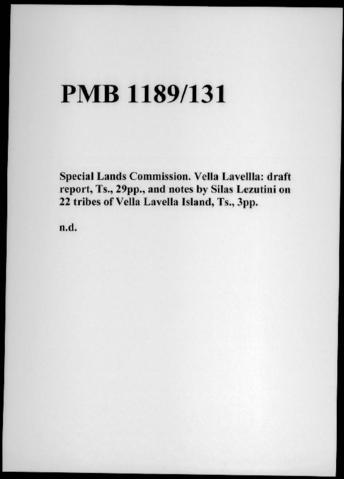 PMB 1189/131
Special Lands Commission. Vella Lavellla: draft
report, Ts., 29pp., and notes by Silas Lezutini on
22 tribes of Vella Lavella Island, Ts., 3pp.
n.d.